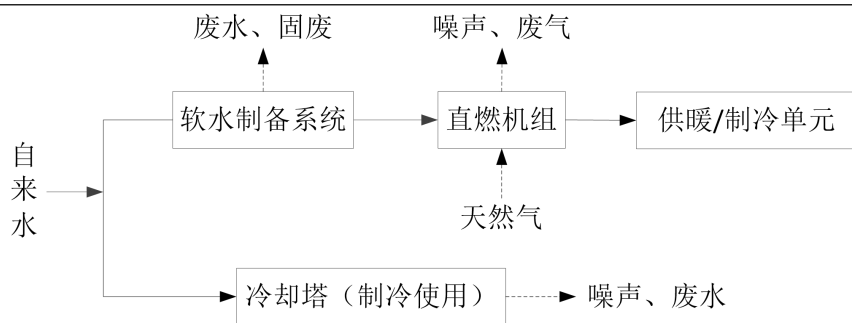 废水、固废
噪声、废气
软水制备系统
直燃机组
供暖/制冷单元
自来水
天然气
冷却塔（制冷使用）
噪声、废水